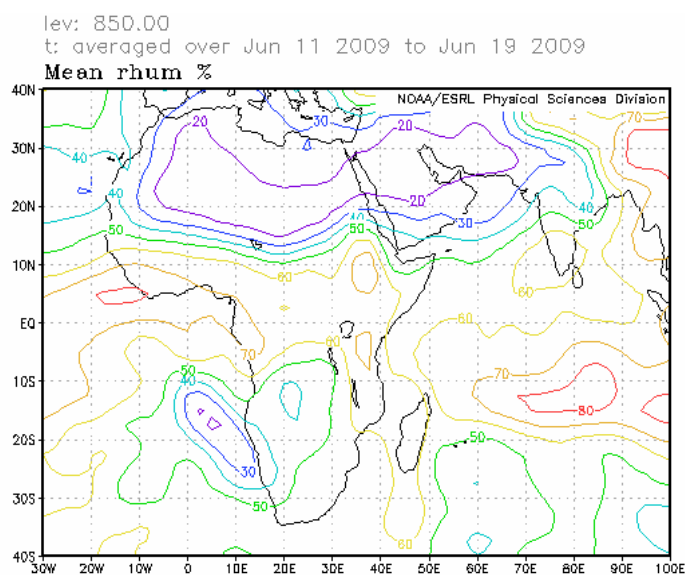 lev: 850.00
t: averaged over Jun 11 2009 to Jun 19 2009
Mean rhum %
NOAA/ESRL Physical Sciences Division
40N
30N
20N
10N
EQ
10S
20S
30S
40S
30W 20W 10W 0 10E 20E 30E 40E 50E 60E 70E 80E 90E 100E
70
30
20
20
50
40
40
20
30
40
40
50
50
50
60
60
60
60
70
50
40
70
80
50
30
50
60